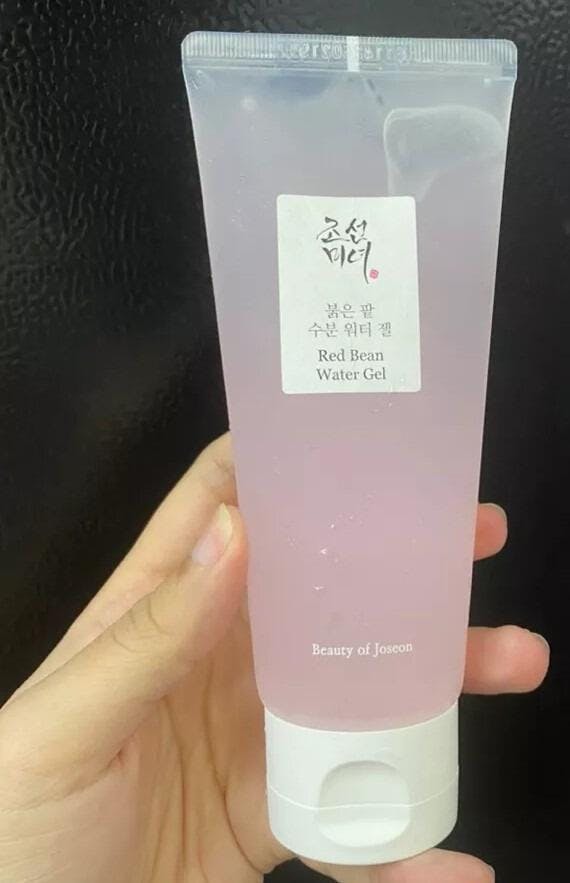 조선
미녀
붉은 팥
수분 워터 젤
Red Bean
Water Gel
Beauty of Joseon